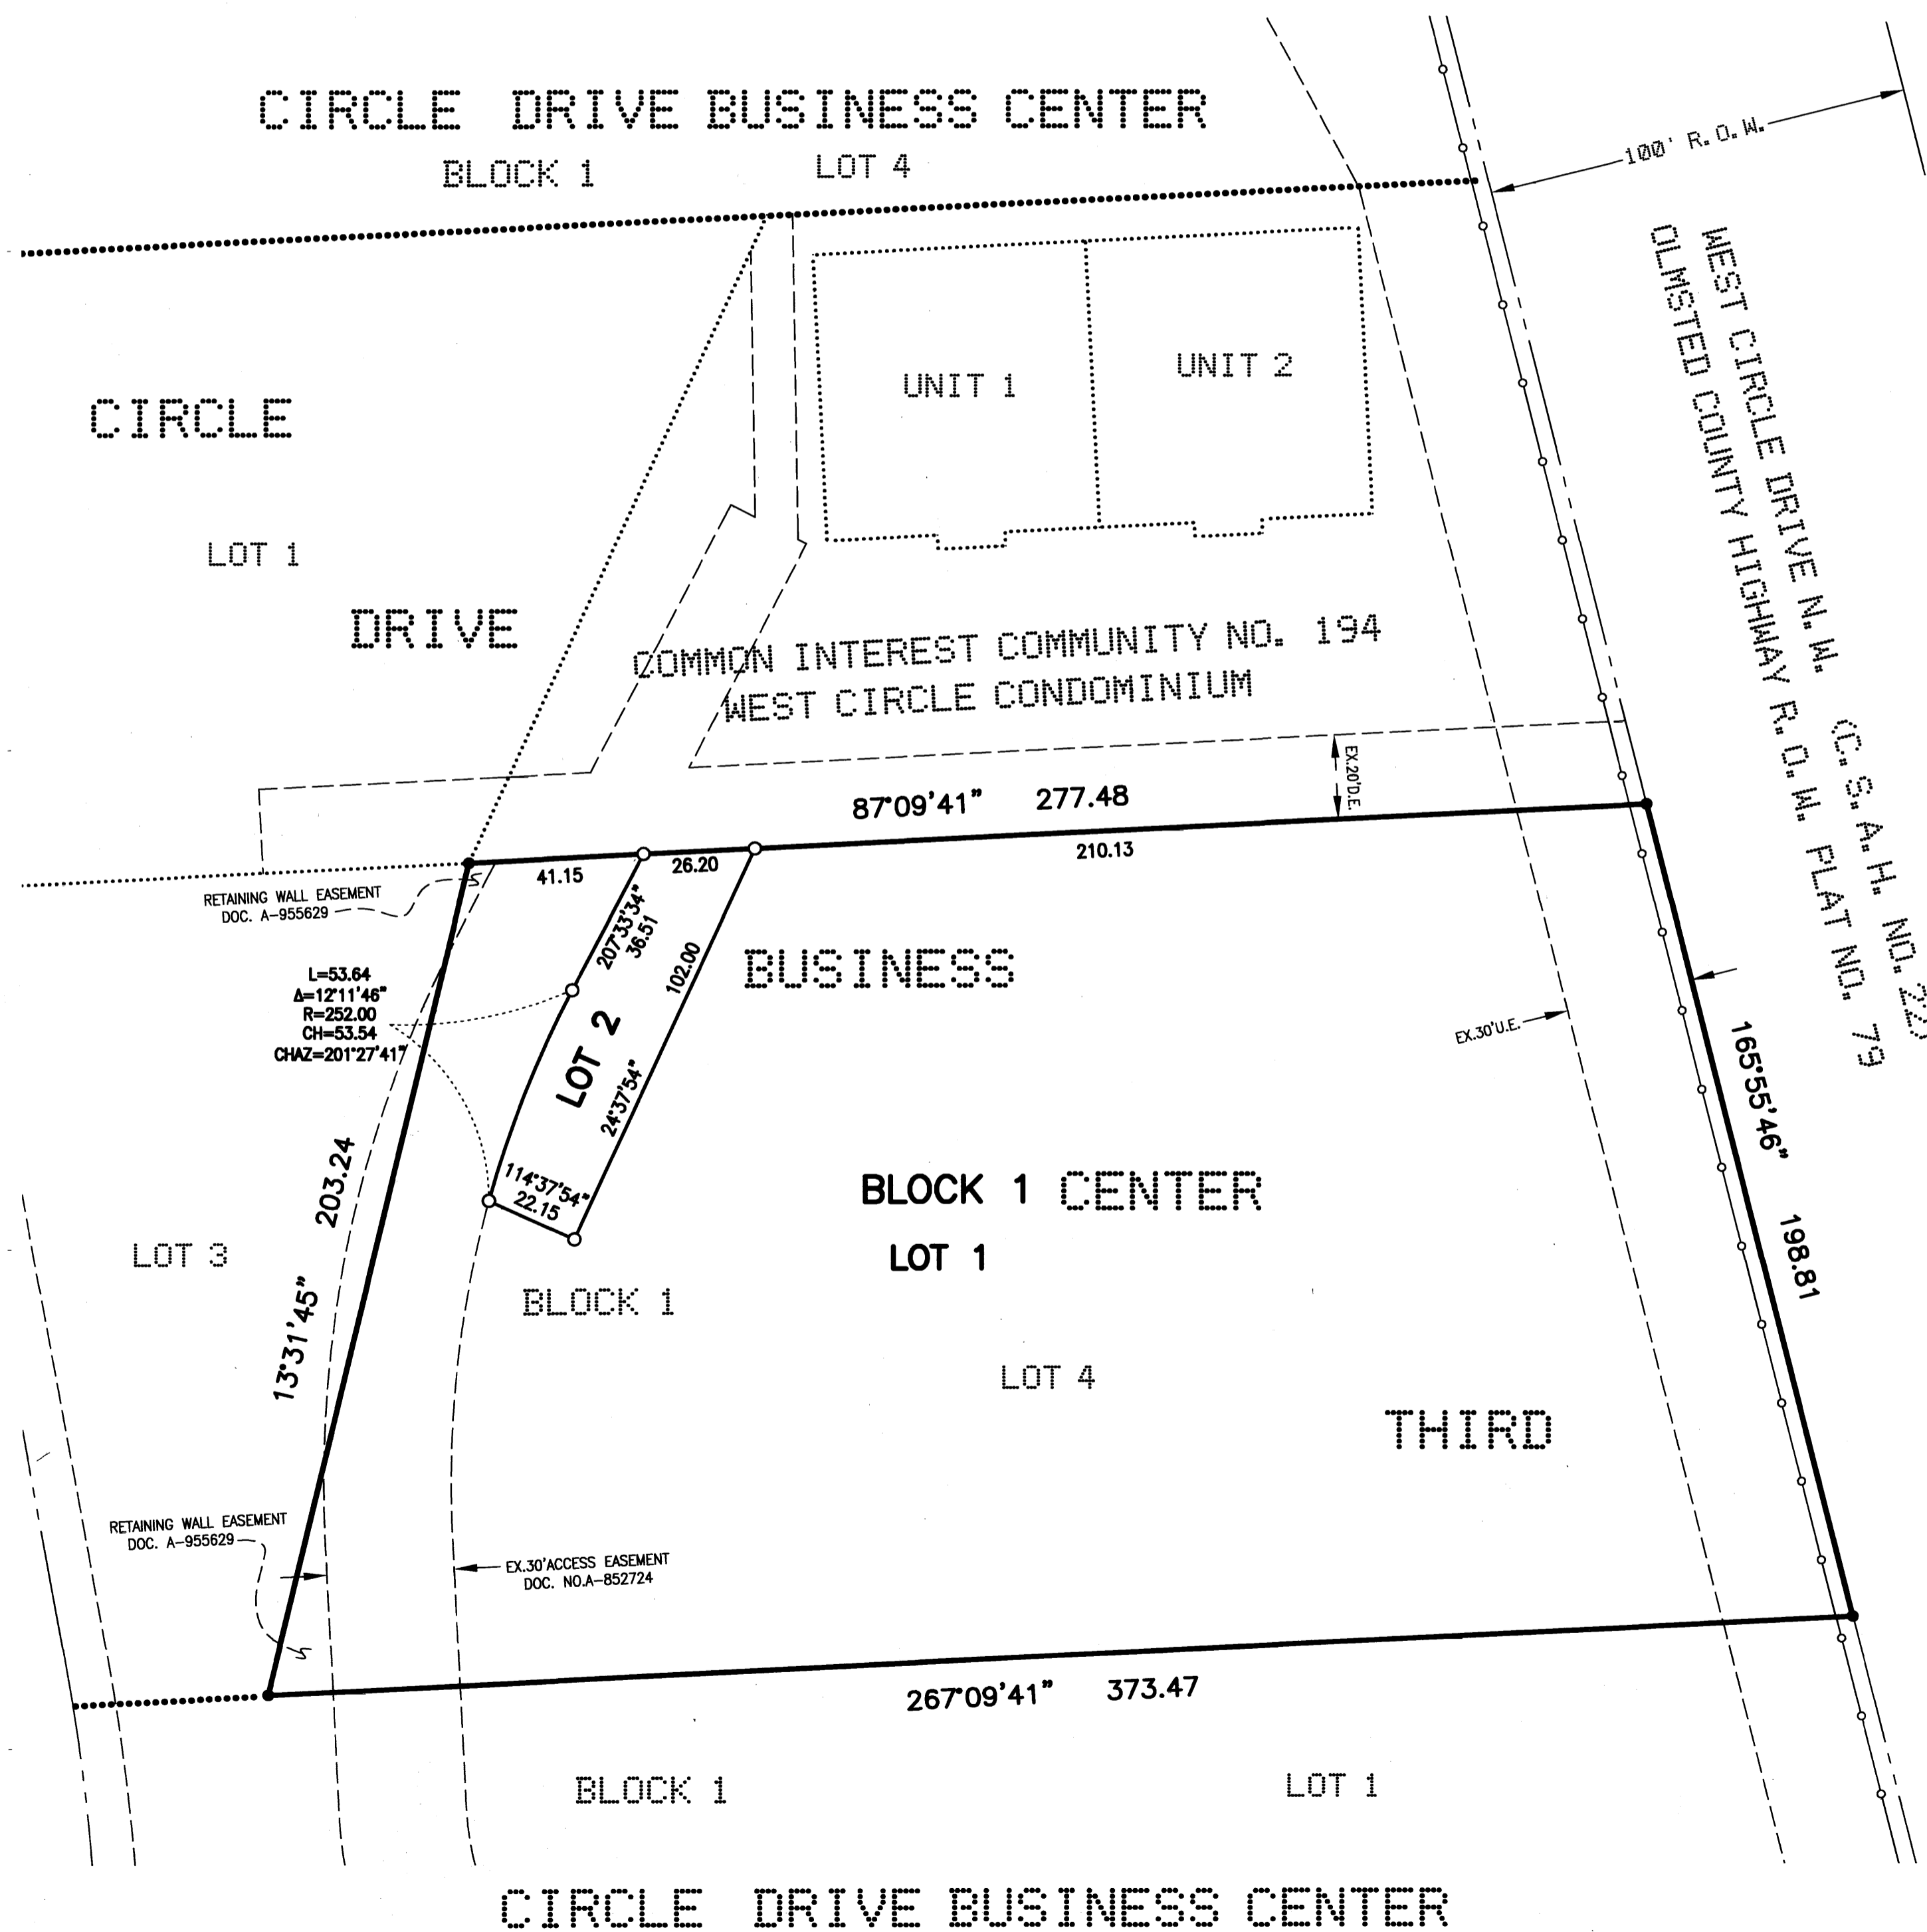 CIRCLE DRIVE BUSINESS CENTER
BLOCK 1
LOT 4
100' R.O.W.
WEST CIRCLE DRIVE N.W. (C.S.A.H. NO. 22)
OLMSTED COUNTY HIGHWAY R.O.W. PLAT NO. 79
UNIT 1
UNIT 2
CIRCLE
LOT 1
DRIVE
COMMON INTEREST COMMUNITY NO. 194
WEST CIRCLE CONDOMINIUM
EX.20'D.E.
87°09'41" 277.48
41.15
26.20
210.13
RETAINING WALL EASEMENT
DOC. A-955629
207°33'34"
36.51
102.00
BUSINESS
L=53.64
Δ=12°11'46"
R=252.00
CH=53.54
CHAZ=201°27'41"
LOT 2
24°37'54"
EX.30'U.E.
165°55'46" 198.81
114°37'54"
22.15
BLOCK 1
CENTER
LOT 1
203.24
13°31'45"
LOT 3
BLOCK 1
LOT 4
THIRD
RETAINING WALL EASEMENT
DOC. A-955629
EX.30'ACCESS EASEMENT
DOC. NO.A-852724
267°09'41" 373.47
BLOCK 1
LOT 1
CIRCLE DRIVE BUSINESS CENTER